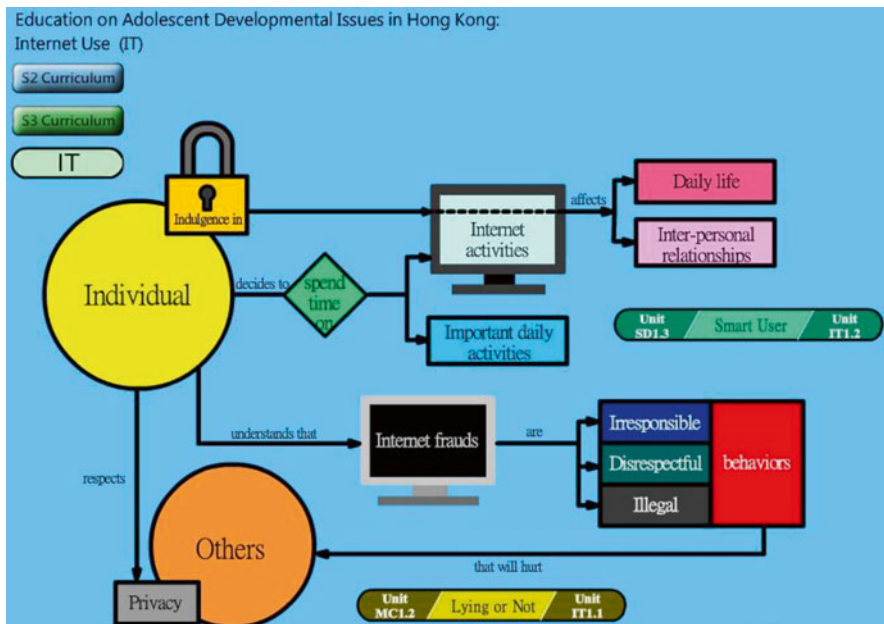 Education on Adolescent Developmental Issues in Hong Kong:
Internet Use (IT)
S2 Curriculum
S3 Curriculum
IT
Indulgence in
Internet
activities
affects
Daily life
Inter-personal
relationships
Individual
decides to
spend
time
on
Important daily
activities
Unit
SD1.3
Smart User
Unit
IT1.2
understands that
Internet frauds
are
Irresponsible
Disrespectful
Illegal
behaviors
respects
Others
that will hurt
Privacy
Unit
MC1.2
Lying or Not
Unit
IT1.1